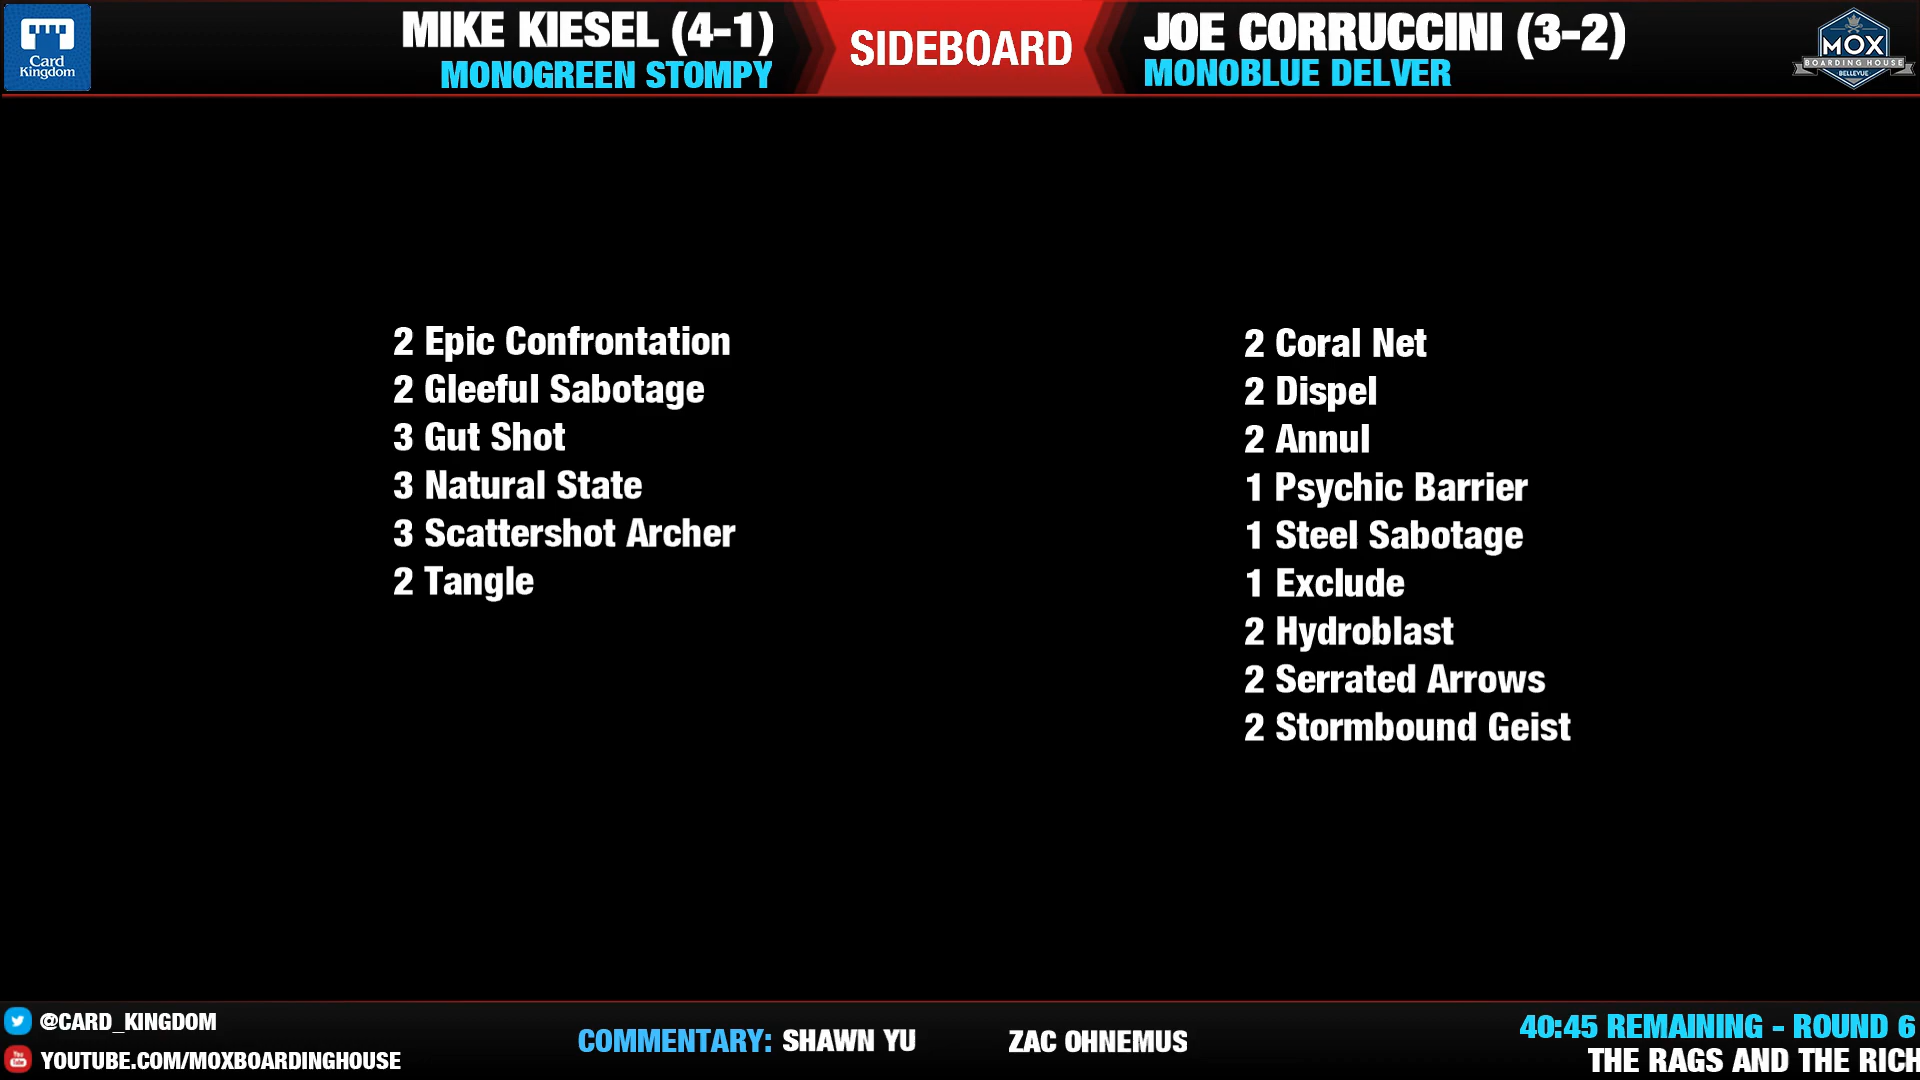 Card
Kingdom
MIKE KIESEL (4-1)
MONOGREEN STOMPY
SIDEBOARD
JOE CORRUCCINI (3-2)
MONOBLUE DELVER
MOX
BOARDING HOUSE
BELLEVUE
2 Epic Confrontation
2 Gleeful Sabotage
3 Gut Shot
3 Natural State
3 Scattershot Archer
2 Tangle
2 Coral Net
2 Dispel
2 Annul
1 Psychic Barrier
1 Steel Sabotage
1 Exclude
2 Hydroblast
2 Serrated Arrows
2 Stormbound Geist
@CARD_KINGDOM
You
Tube
YOUTUBE.COM/MOXBOARDINGHOUSE
COMMENTARY: SHAWN YU ZAC OHNEMUS
40:45 REMAINING - ROUND 6
THE RAGS AND THE RICH